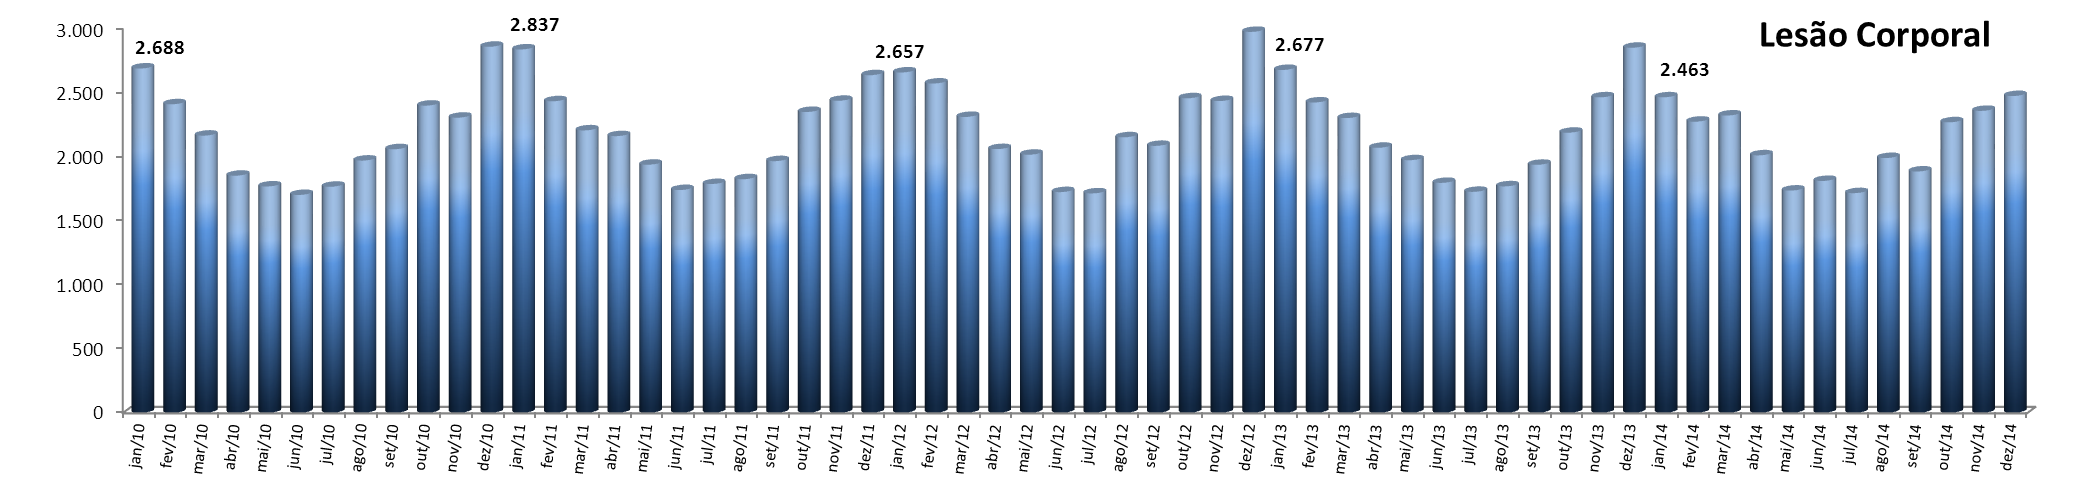 Lesão Corporal
3.000
2.500
2.000
1.500
1.000
500
0
2.688
2.837
2.657
2.677
2.463
jan/10
fev/10
mar/10
abr/10
mai/10
jun/10
jul/10
ago/10
set/10
out/10
nov/10
dez/10
jan/11
fev/11
mar/11
abr/11
mai/11
jun/11
jul/11
ago/11
set/11
out/11
nov/11
dez/11
jan/12
fev/12
mar/12
abr/12
mai/12
jun/12
jul/12
ago/12
set/12
out/12
nov/12
dez/12
jan/13
fev/13
mar/13
abr/13
mai/13
jun/13
jul/13
ago/13
set/13
out/13
nov/13
dez/13
jan/14
fev/14
mar/14
abr/14
mai/14
jun/14
jul/14
ago/14
set/14
out/14
nov/14
dez/14